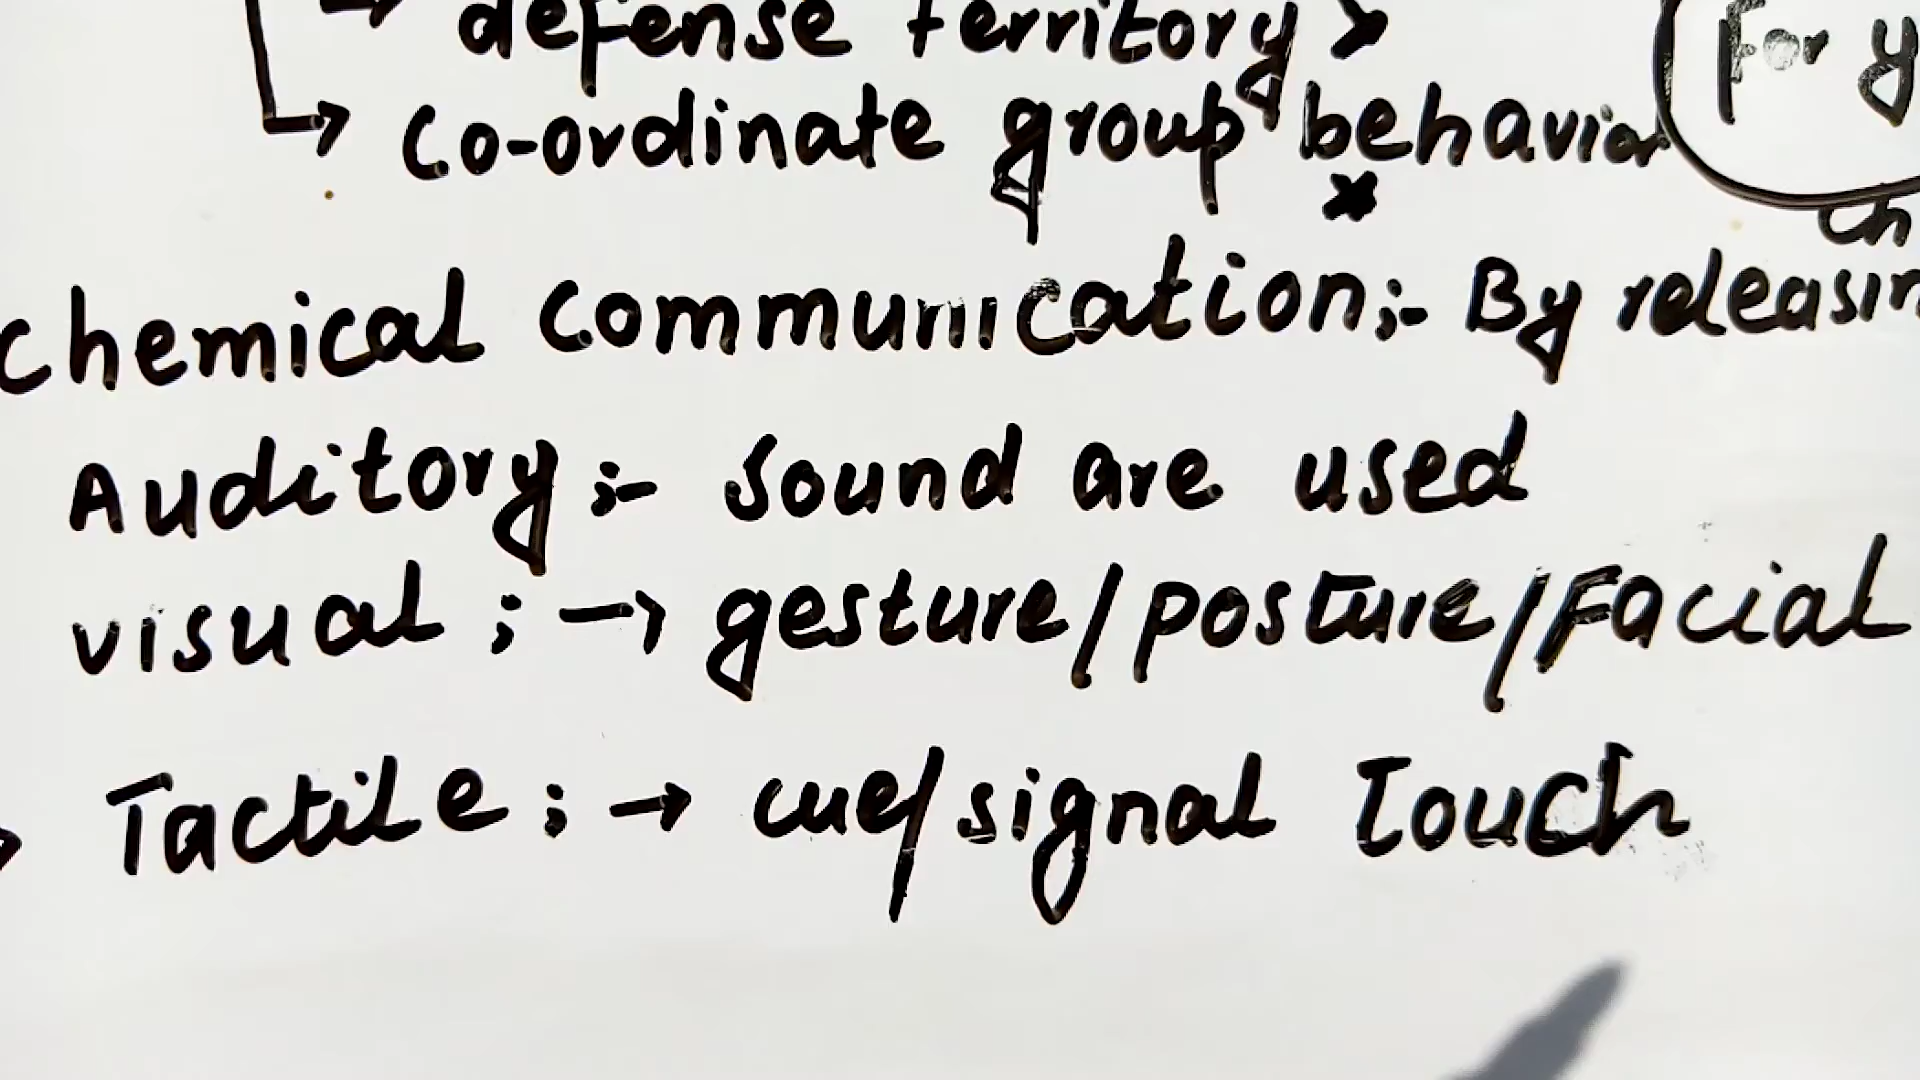 → defense territory
→ Co-ordinate group behavior
For y
ch
Chemical Communication:- By releasin
Auditory:- Sound are used
visual : → gesture/posture/Facial
Tactile : → cue/signal Touch